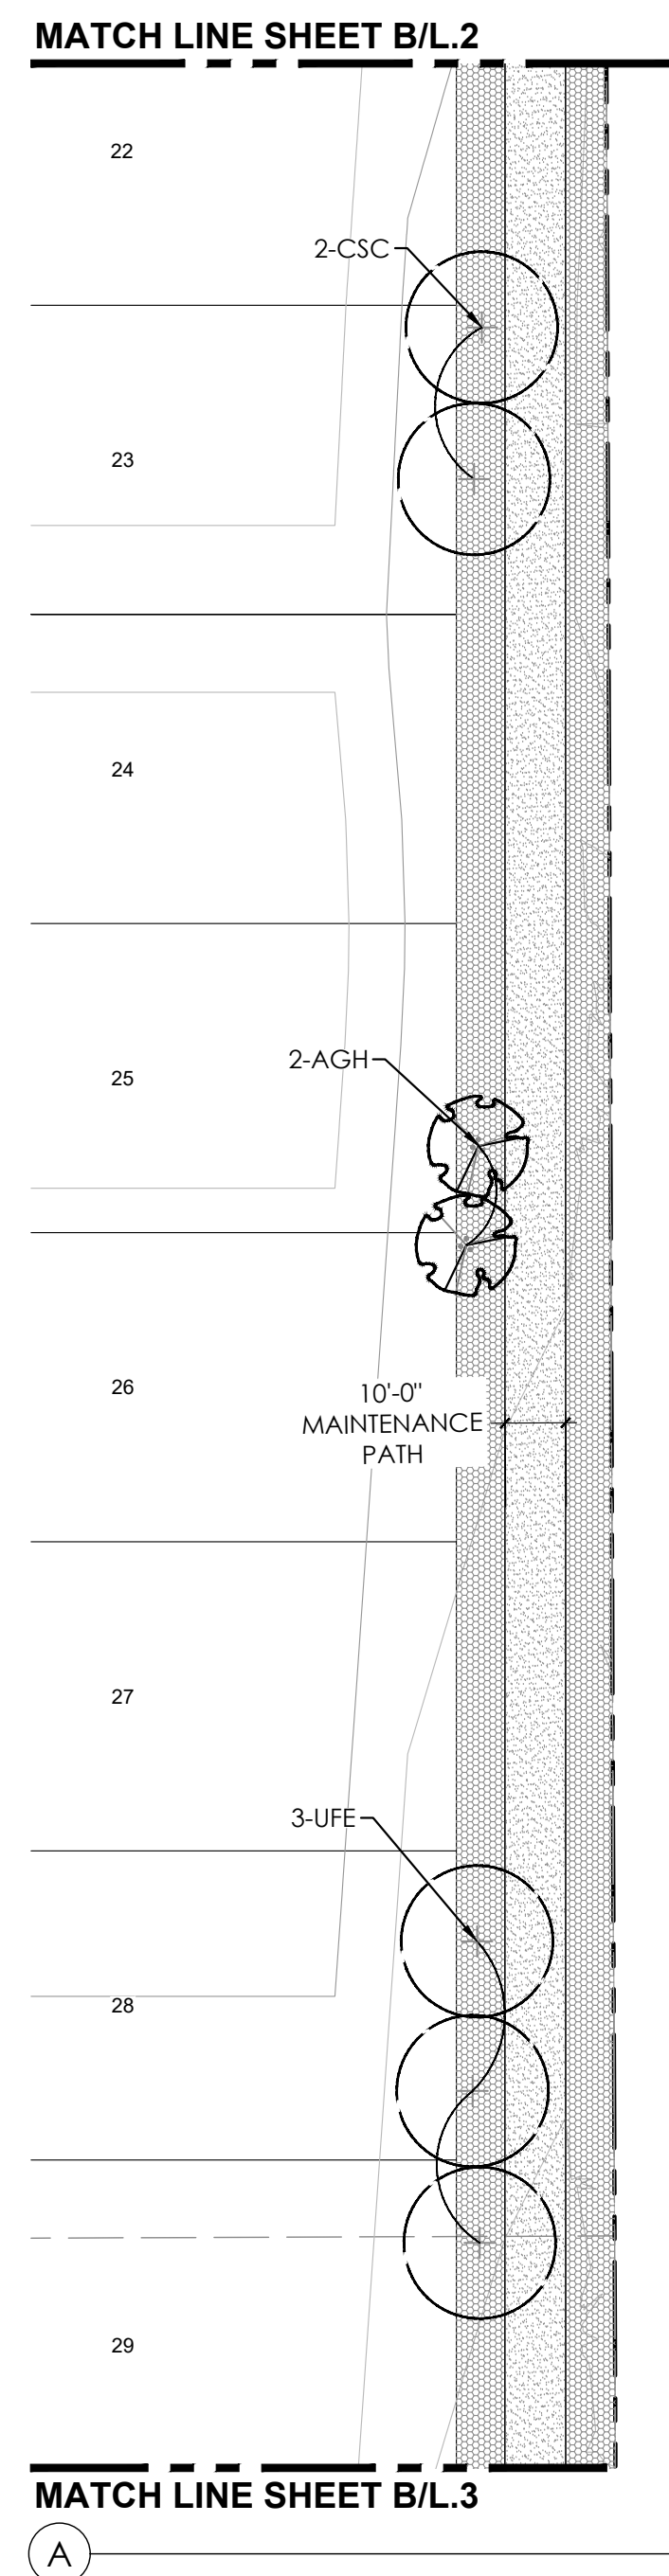 MATCH LINE SHEET B/L.2
22
2-CSC
23
24
2-AGH
25
26
10'-0"
MAINTENANCE
PATH
27
3-UFE
28
29
MATCH LINE SHEET B/L.3
A